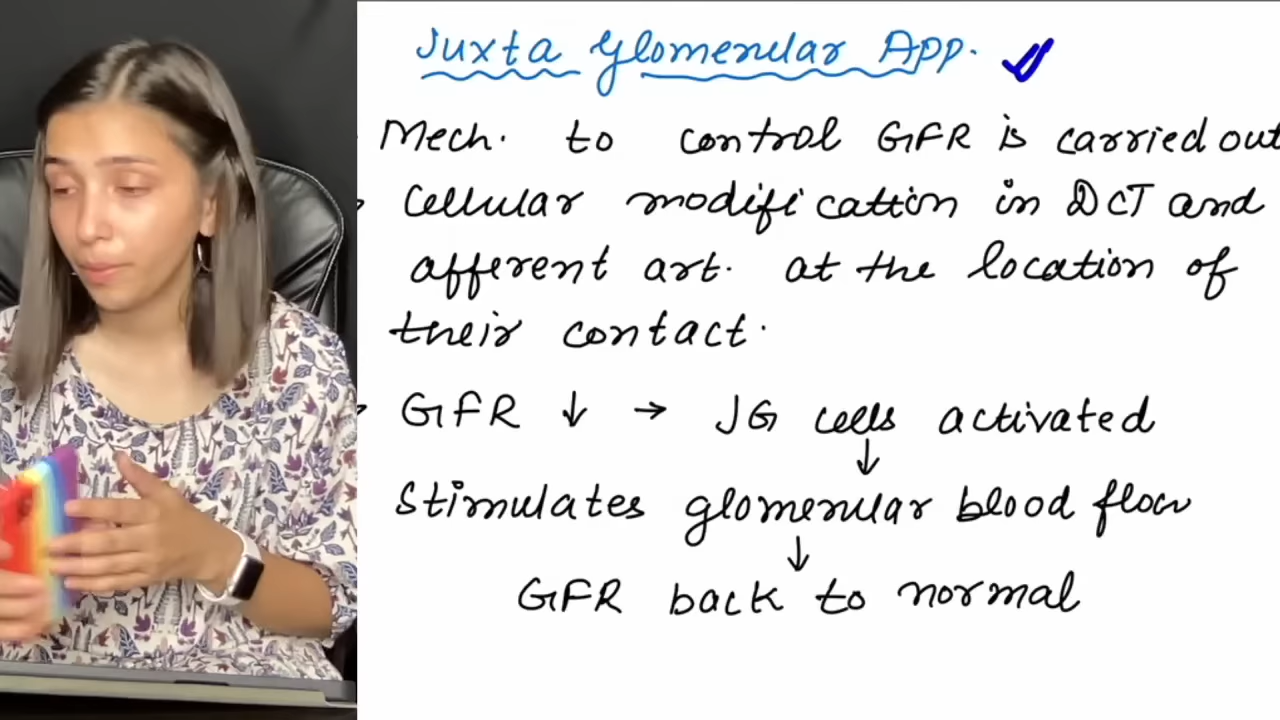 Juxta Glomerular App.
Mech. to control GFR is carried out
Cellular modification in DCT and
afferent art. at the location of
their contact.
GFR ↓ → JG cells activated
↓
Stimulates glomerular blood flow
↓
GFR back to normal